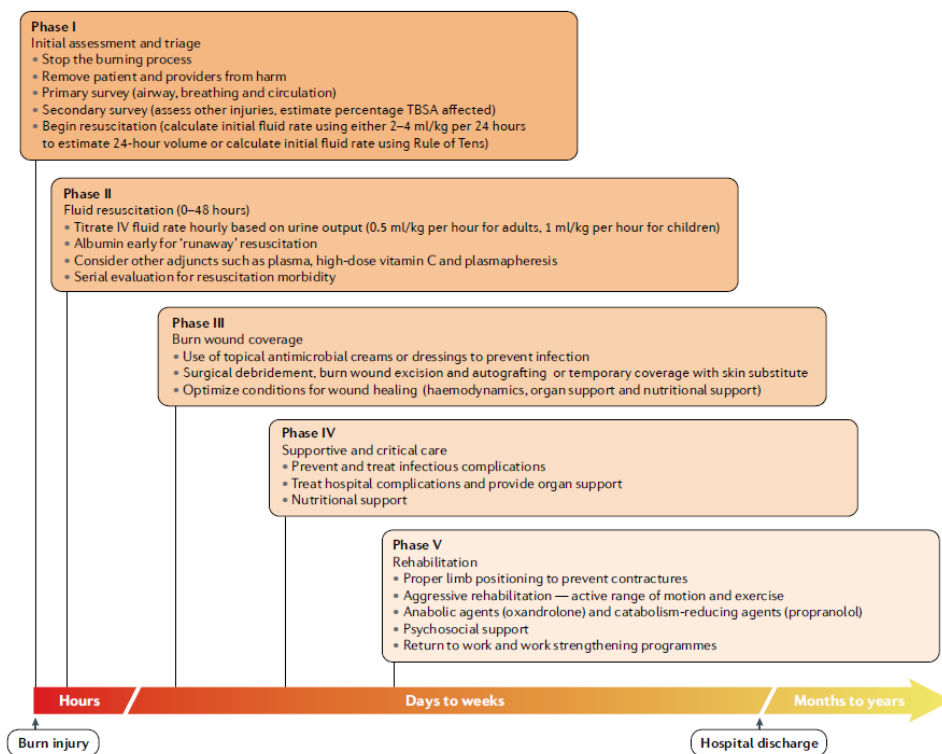 Phase I
Initial assessment and triage
• Stop the burning process
• Remove patient and providers from harm
• Primary survey (airway, breathing and circulation)
• Secondary survey (assess other injuries, estimate percentage TBSA affected)
• Begin resuscitation (calculate initial fluid rate using either 2–4 ml/kg per 24 hours
to estimate 24-hour volume or calculate initial fluid rate using Rule of Tens)
Phase II
Fluid resuscitation (0–48 hours)
• Titrate IV fluid rate hourly based on urine output (0.5 ml/kg per hour for adults, 1 ml/kg per hour for children)
• Albumin early for 'runaway' resuscitation
• Consider other adjuncts such as plasma, high-dose vitamin C and plasmapheresis
• Serial evaluation for resuscitation morbidity
Phase III
Burn wound coverage
• Use of topical antimicrobial creams or dressings to prevent infection
• Surgical debridement, burn wound excision and autografting or temporary coverage with skin substitute
• Optimize conditions for wound healing (haemodynamics, organ support and nutritional support)
Phase IV
Supportive and critical care
• Prevent and treat infectious complications
• Treat hospital complications and provide organ support
• Nutritional support
Phase V
Rehabilitation
• Proper limb positioning to prevent contractures
• Aggressive rehabilitation — active range of motion and exercise
• Anabolic agents (oxandrolone) and catabolism-reducing agents (propranolol)
• Psychosocial support
• Return to work and work strengthening programmes
Hours
Days to weeks
Months to years
Burn injury
Hospital discharge